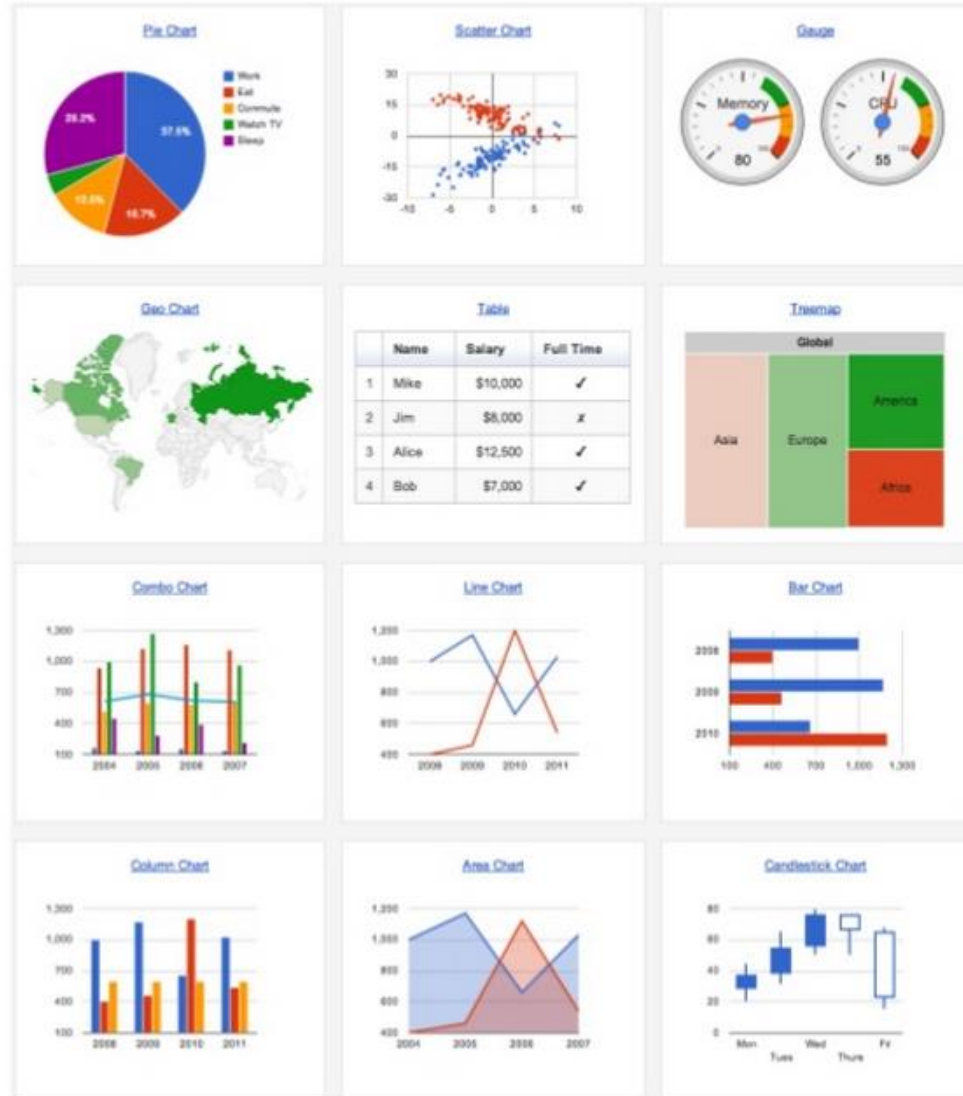 Pie Chart
Work
Eat
Commute
Watch TV
Sleep
37.5%
16.7%
12.5%
29.2%
Scatter Chart
30
15
0
-15
-30
-10 -5 0 5 10
Gauge
Memory
80
100
0
CPU
55
100
0
Geo Chart
Table
Name Salary Full Time
1 Mike $10,000 ✓
2 Jim $8,000 ✗
3 Alice $12,500 ✓
4 Bob $7,000 ✓
Treemap
Global
Asia
Europe
America
Africa
Combo Chart
1,300
1,000
700
400
100
2004 2005 2006 2007
Line Chart
1,200
1,000
800
600
400
2008 2009 2010 2011
Bar Chart
2008
2009
2010
100 400 700 1,000 1,300
Column Chart
1,300
1,000
700
400
100
2008 2009 2010 2011
Area Chart
1,200
1,000
800
600
400
2004 2005 2006 2007
Candlestick Chart
80
60
40
20
0
Mon Wed Fri
Tues Thurs